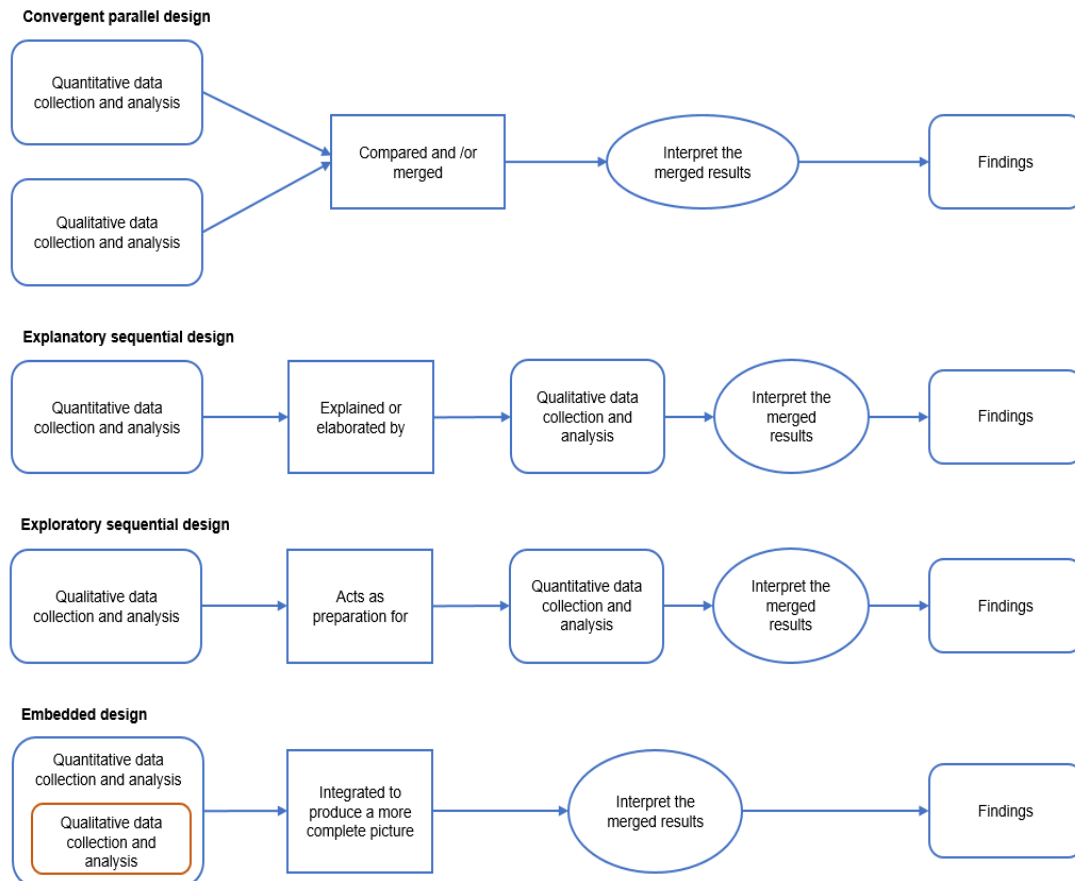 Convergent parallel design
Quantitative data
collection and analysis
Qualitative data
collection and analysis
Compared and /or
merged
Interpret the
merged results
Findings
Explanatory sequential design
Quantitative data
collection and analysis
Explained or
elaborated by
Qualitative data
collection and
analysis
Interpret the
merged
results
Findings
Exploratory sequential design
Qualitative data
collection and analysis
Acts as
preparation for
Quantitative data
collection and
analysis
Interpret the
merged
results
Findings
Embedded design
Quantitative data
collection and analysis
Qualitative data
collection and
analysis
Integrated to
produce a more
complete picture
Interpret the
merged results
Findings